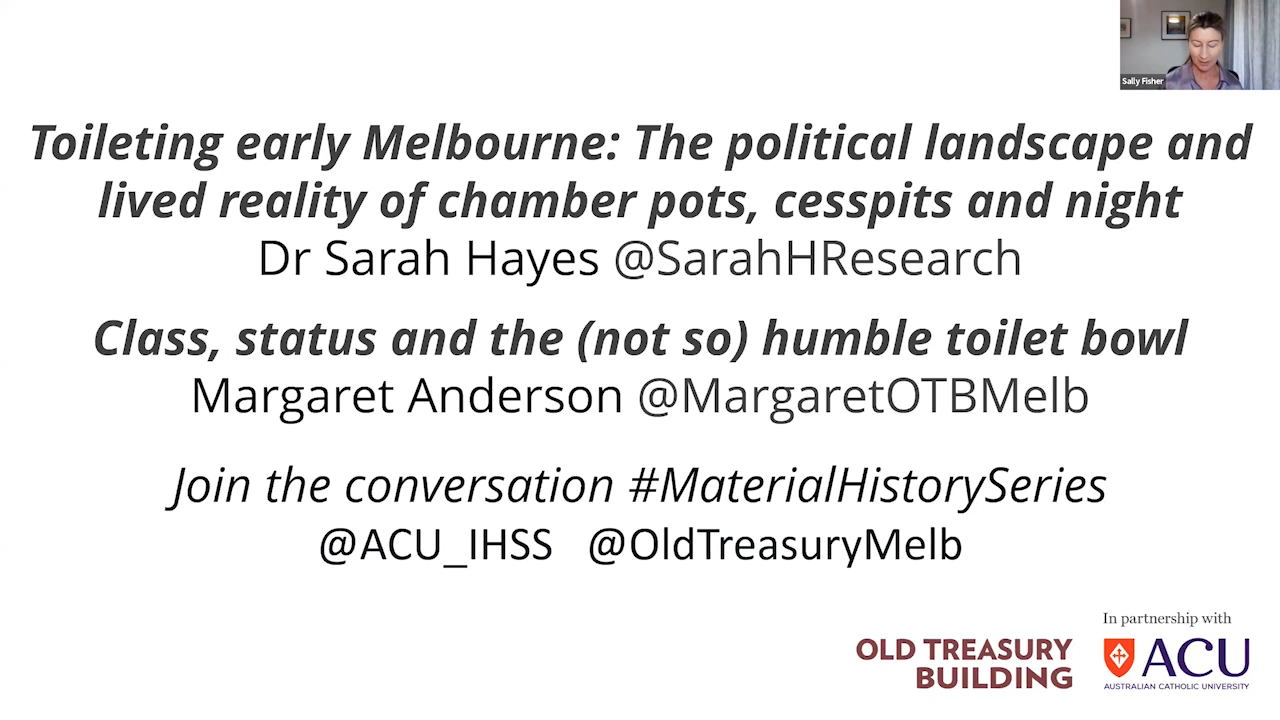 Sally Fisher
Toileting early Melbourne: The political landscape and
lived reality of chamber pots, cesspits and night
Dr Sarah Hayes @SarahHResearch
Class, status and the (not so) humble toilet bowl
Margaret Anderson @MargaretOTBMelb
Join the conversation #MaterialHistorySeries
@ACU_IHSS @OldTreasuryMelb
In partnership with
OLD TREASURY
BUILDING
ACU
AUSTRALIAN CATHOLIC UNIVERSITY